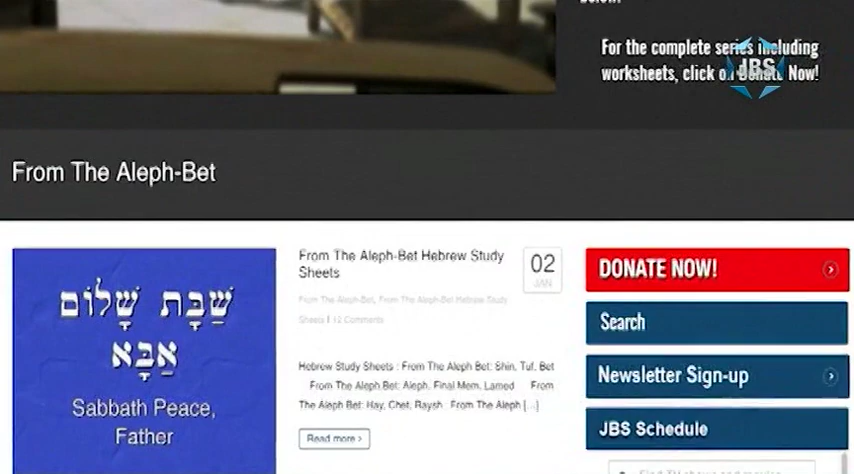 For the complete series including
worksheets, click on Donate Now!
JBS
From The Aleph-Bet
שַׁבָּת שָׁלוֹם
אַבָּא
Sabbath Peace,
Father
From The Aleph-Bet Hebrew Study
Sheets
02
JAN
From The Aleph-Bet, From The Aleph-Bet Hebrew Study
Sheets | 12 Comments
Hebrew Study Sheets : From The Aleph Bet: Shin, Tuf, Bet
From The Aleph Bet: Aleph, Final Mem, Lamed From
The Aleph Bet: Hay, Chet, Raysh From The Aleph [...]
Read more >
DONATE NOW!
Search
Newsletter Sign-up
JBS Schedule